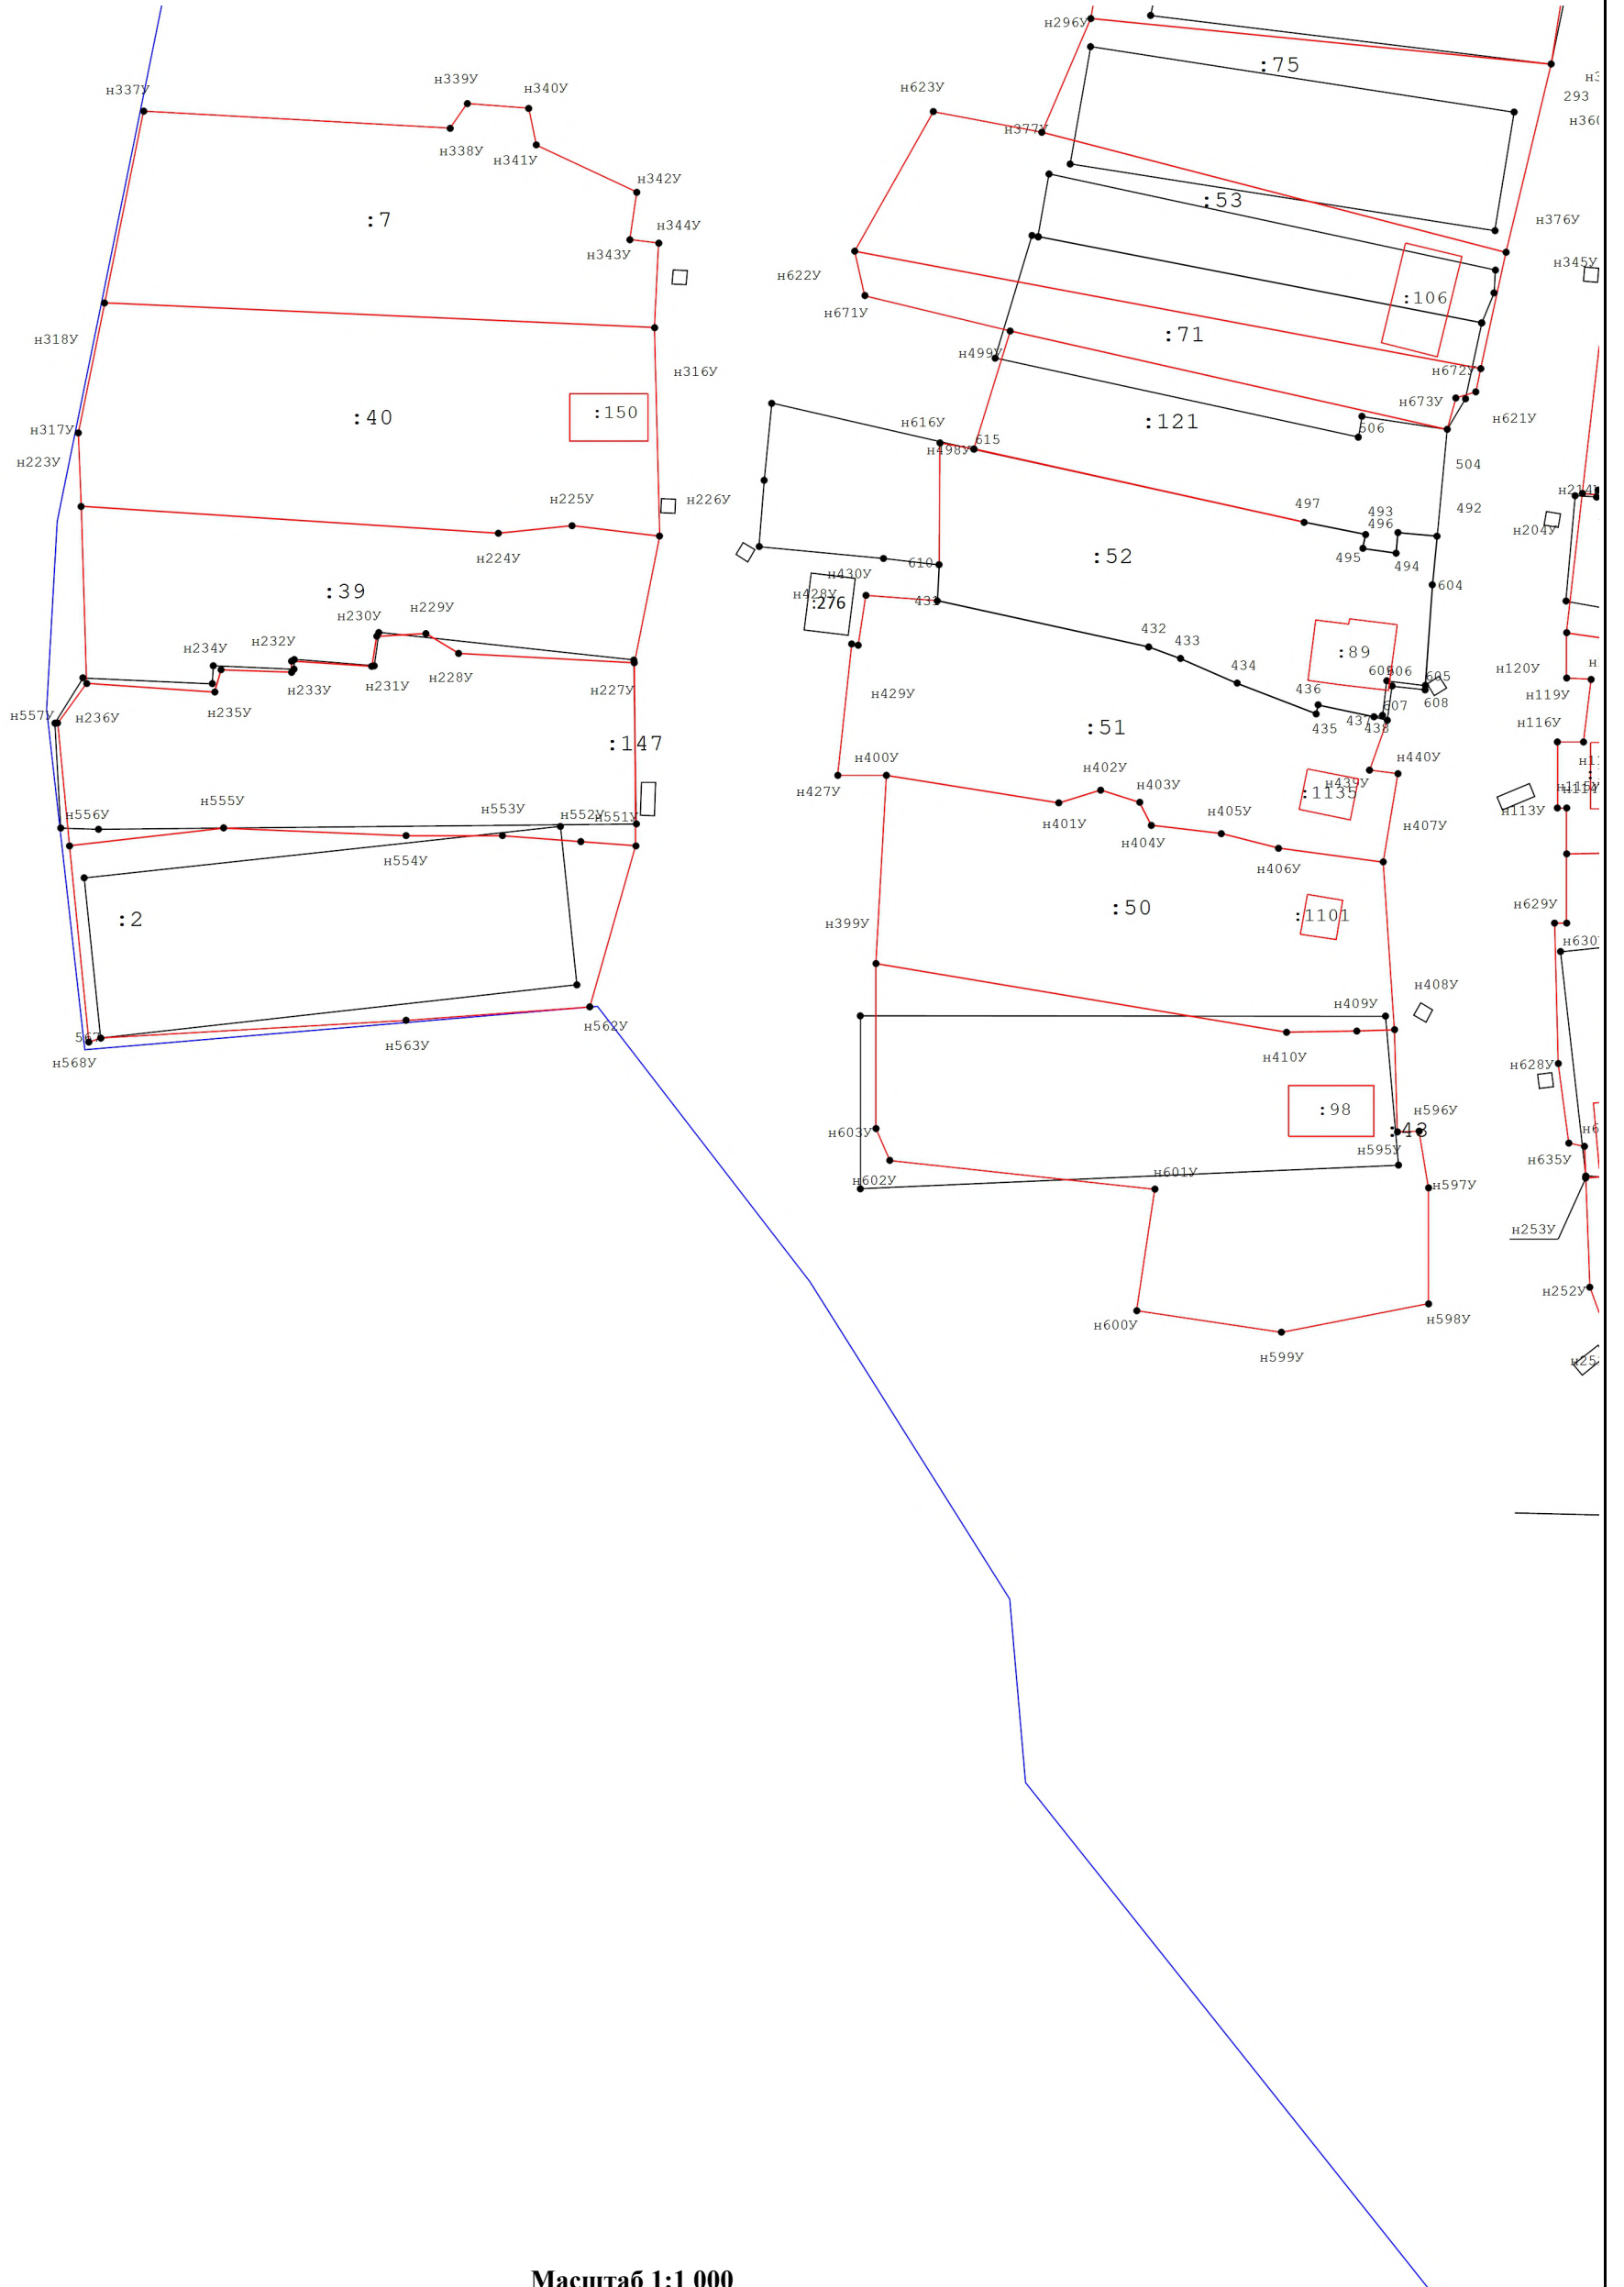 н296У
:75
н339У
н340У
н337У
293
н623У
н360
н338У
н341У
н377У
н342У
:7
:53
н376У
н344У
н343У
н622У
н345У
:106
н671У
н318У
:71
н499У
н316У
н672У
н673У
:150
:40
н616У
:121
н621У
н317У
615
506
н498У
н223У
504
н225У
н226У
497
493
492
496
н214У
н204У
н224У
495
494
610
:52
н430У
604
:39
н428У
431
:276
н229У
н230У
432
433
н232У
н234У
:89
434
н120У
609
606
605
н233У
н231У
н228У
н227У
436
н119У
608
н235У
н429У
607
н557У
н236У
435
437
438
н116У
:51
:147
н400У
н440У
н402У
н439У
н403У
н427У
:1135
н555У
н553У
н552У
н551У
н113У
н556У
н401У
н405У
н407У
н404У
н554У
н406У
:2
:50
:1101
н629У
н399У
н630
н408У
н409У
567
н562У
н563У
н410У
н568У
н628У
:98
н596У
н603У
:43
н595У
н635У
н601У
н602У
н597У
н253У
н252У
н600У
н598У
н599У
Масштаб 1:1 000